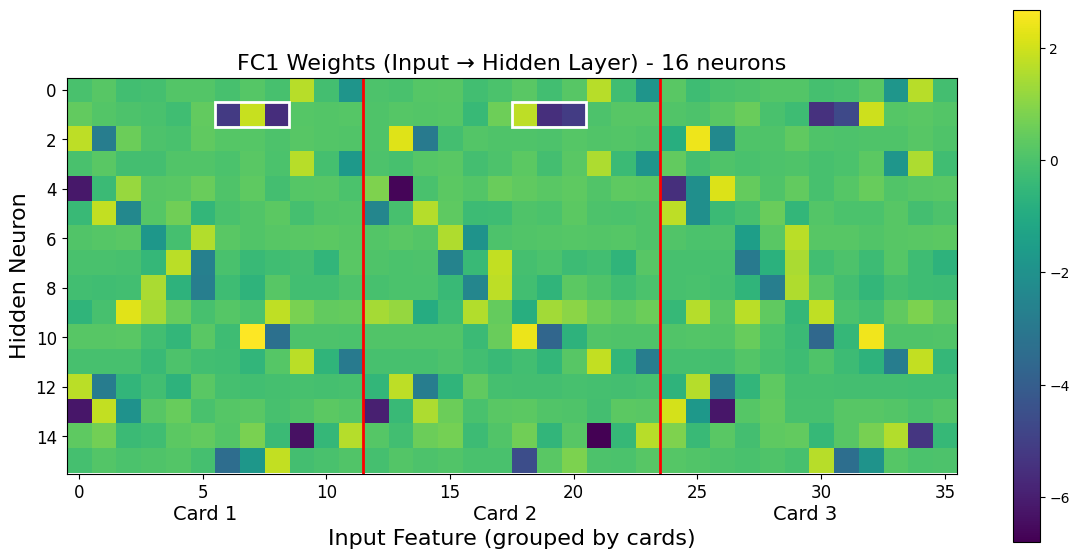 FC1 Weights (Input → Hidden Layer) - 16 neurons
Hidden Neuron
0
2
4
6
8
10
12
14
0 5 10 15 20 25 30 35
Card 1 Card 2 Card 3
Input Feature (grouped by cards)
2
0
−2
−4
−6